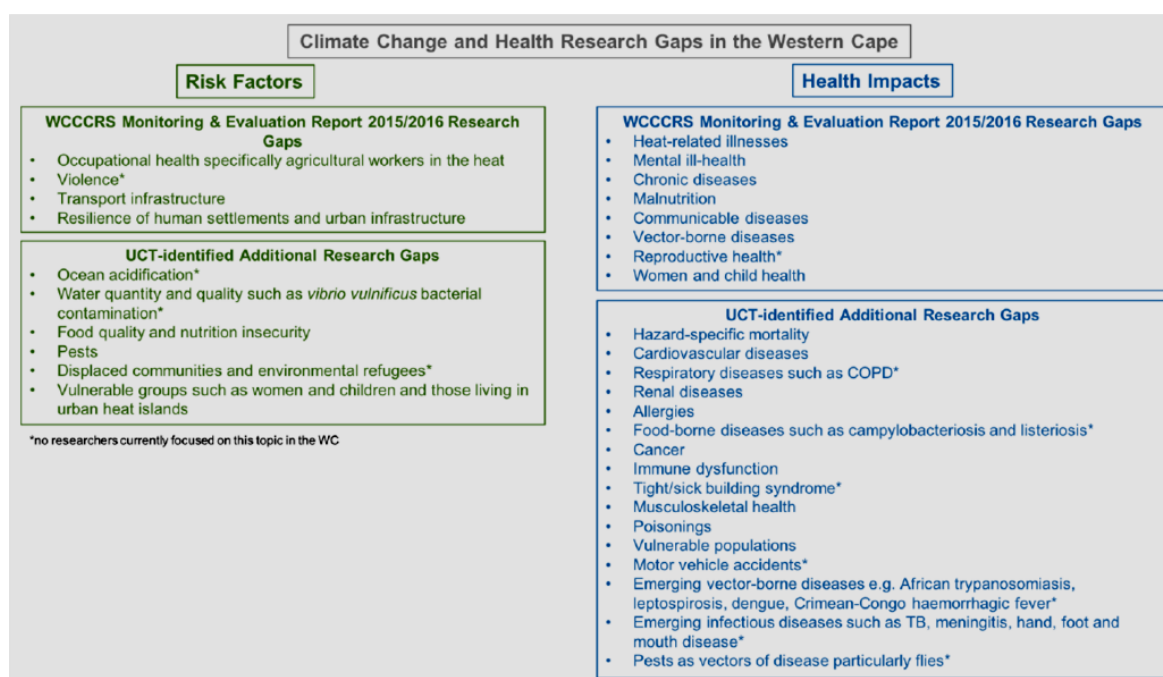 Climate Change and Health Research Gaps in the Western Cape
Risk Factors
WCCCRS Monitoring & Evaluation Report 2015/2016 Research
Gaps
• Occupational health specifically agricultural workers in the heat
• Violence*
• Transport infrastructure
• Resilience of human settlements and urban infrastructure
UCT-identified Additional Research Gaps
• Ocean acidification*
• Water quantity and quality such as vibrio vulnificus bacterial
contamination*
• Food quality and nutrition insecurity
• Pests
• Displaced communities and environmental refugees*
• Vulnerable groups such as women and children and those living in
urban heat islands
*no researchers currently focused on this topic in the WC
Health Impacts
WCCCRS Monitoring & Evaluation Report 2015/2016 Research Gaps
• Heat-related illnesses
• Mental ill-health
• Chronic diseases
• Malnutrition
• Communicable diseases
• Vector-borne diseases
• Reproductive health*
• Women and child health
UCT-identified Additional Research Gaps
• Hazard-specific mortality
• Cardiovascular diseases
• Respiratory diseases such as COPD*
• Renal diseases
• Allergies
• Food-borne diseases such as campylobacteriosis and listeriosis*
• Cancer
• Immune dysfunction
• Tight/sick building syndrome*
• Musculoskeletal health
• Poisonings
• Vulnerable populations
• Motor vehicle accidents*
• Emerging vector-borne diseases e.g. African trypanosomiasis,
leptospirosis, dengue, Crimean-Congo haemorrhagic fever*
• Emerging infectious diseases such as TB, meningitis, hand, foot and
mouth disease*
• Pests as vectors of disease particularly flies*